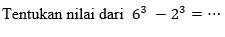 Tentukan nilai dari 6³ − 2³ = ⋯